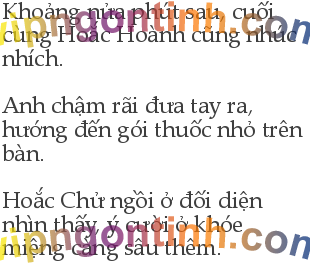 Khoảng nửa phút sau, cuối
cùng Hoắc Hoành cũng nhúc
nhích.
Anh chậm rãi đưa tay ra,
hướng đến gói thuốc nhỏ trên
bàn.
Hoắc Chử ngồi ở đối diện
nhìn thấy, ý cười ở khóe
miệng càng sâu thêm.
vipngontinh.com
vipngontinh.com